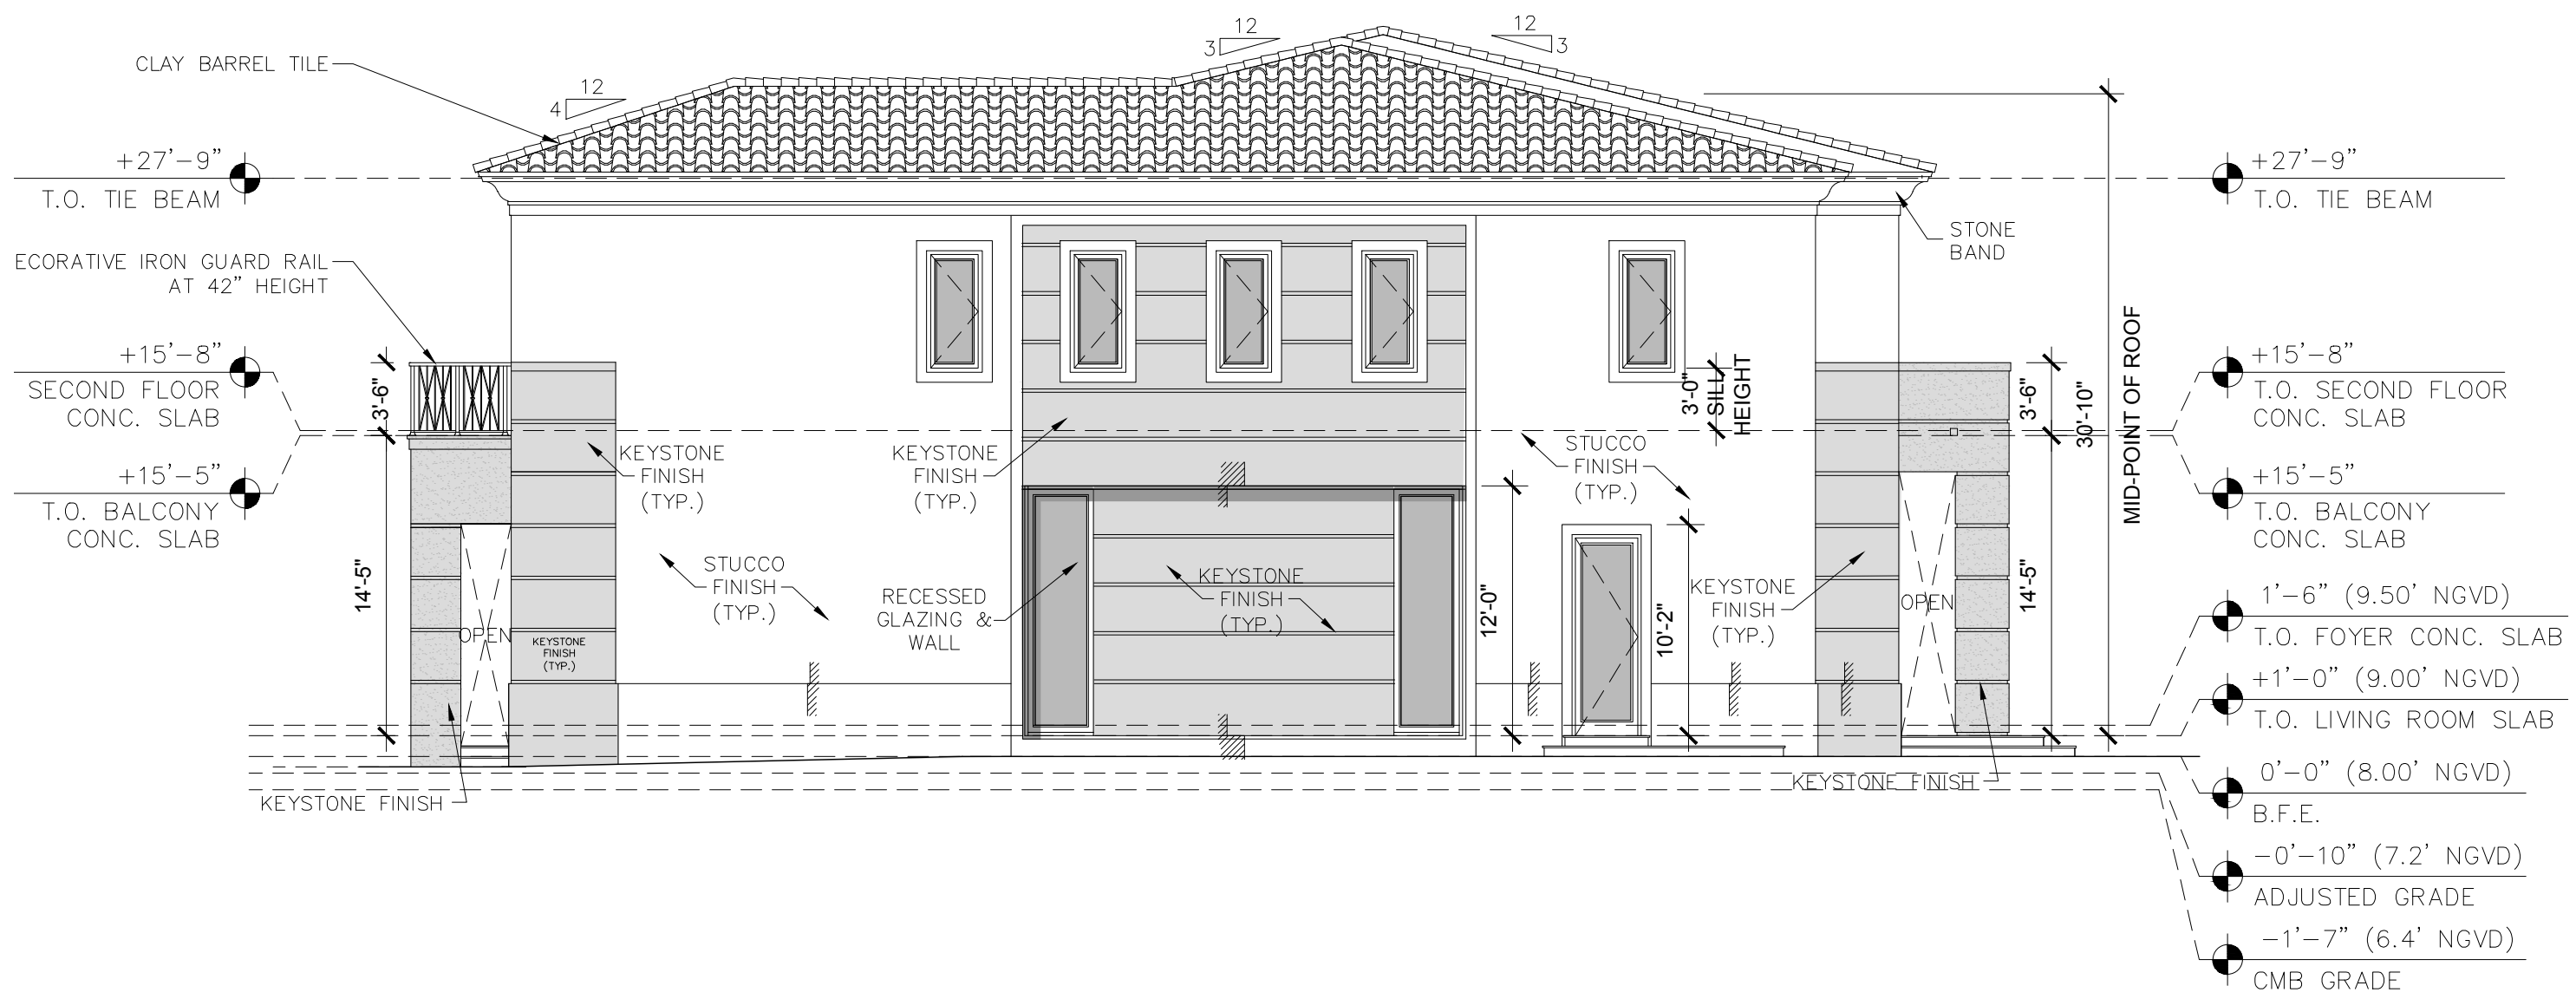 12
3
12
3
CLAY BARREL TILE
12
4
+27'-9"
T.O. TIE BEAM
+27'-9"
T.O. TIE BEAM
STONE
BAND
ECORATIVE IRON GUARD RAIL
AT 42" HEIGHT
+15'-8"
SECOND FLOOR
CONC. SLAB
+15'-5"
T.O. BALCONY
CONC. SLAB
3'-6"
14'-5"
OPEN
KEYSTONE
FINISH
(TYP.)
KEYSTONE
FINISH
(TYP.)
STUCCO
FINISH
(TYP.)
KEYSTONE FINISH
KEYSTONE
FINISH
(TYP.)
RECESSED
GLAZING &
WALL
KEYSTONE
FINISH
(TYP.)
12'-0"
STUCCO
FINISH
(TYP.)
10'-2"
3'-0"
SILL
HEIGHT
KEYSTONE
FINISH
(TYP.)
OPEN
KEYSTONE FINISH
3'-6"
14'-5"
30'-10"
MID-POINT OF ROOF
+15'-8"
T.O. SECOND FLOOR
CONC. SLAB
+15'-5"
T.O. BALCONY
CONC. SLAB
1'-6" (9.50' NGVD)
T.O. FOYER CONC. SLAB
+1'-0" (9.00' NGVD)
T.O. LIVING ROOM SLAB
0'-0" (8.00' NGVD)
B.F.E.
-0'-10" (7.2' NGVD)
ADJUSTED GRADE
-1'-7" (6.4' NGVD)
CMB GRADE